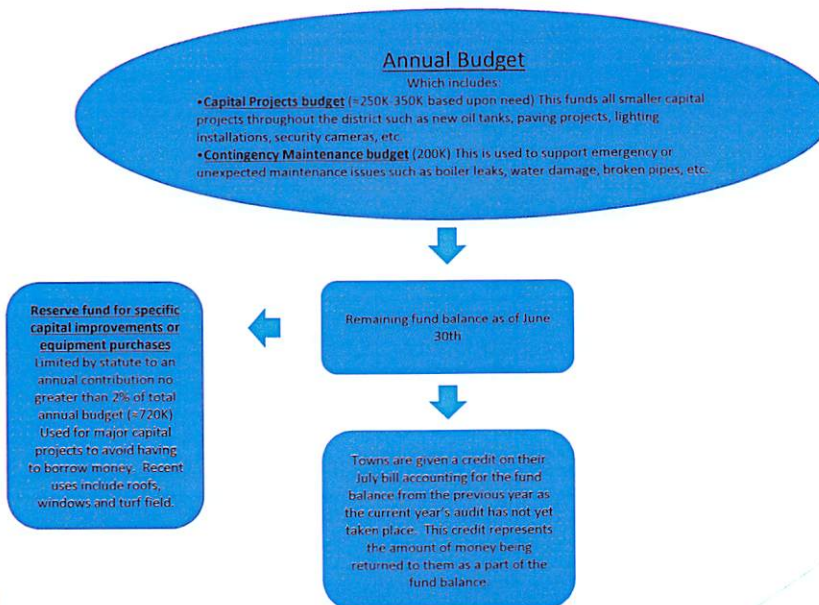 Annual Budget
Which includes:
•Capital Projects budget (≈250K-350K based upon need) This funds all smaller capital
projects throughout the district such as new oil tanks, paving projects, lighting
installations, security cameras, etc.
•Contingency Maintenance budget (200K) This is used to support emergency or
unexpected maintenance issues such as boiler leaks, water damage, broken pipes, etc.
Remaining fund balance as of June
30th
Reserve fund for specific
capital improvements or
equipment purchases
Limited by statute to an
annual contribution no
greater than 2% of total
annual budget (≈720K)
Used for major capital
projects to avoid having
to borrow money. Recent
uses include roofs,
windows and turf field.
Towns are given a credit on their
July bill accounting for the fund
balance from the previous year as
the current year's audit has not yet
taken place. This credit represents
the amount of money being
returned to them as a part of the
fund balance